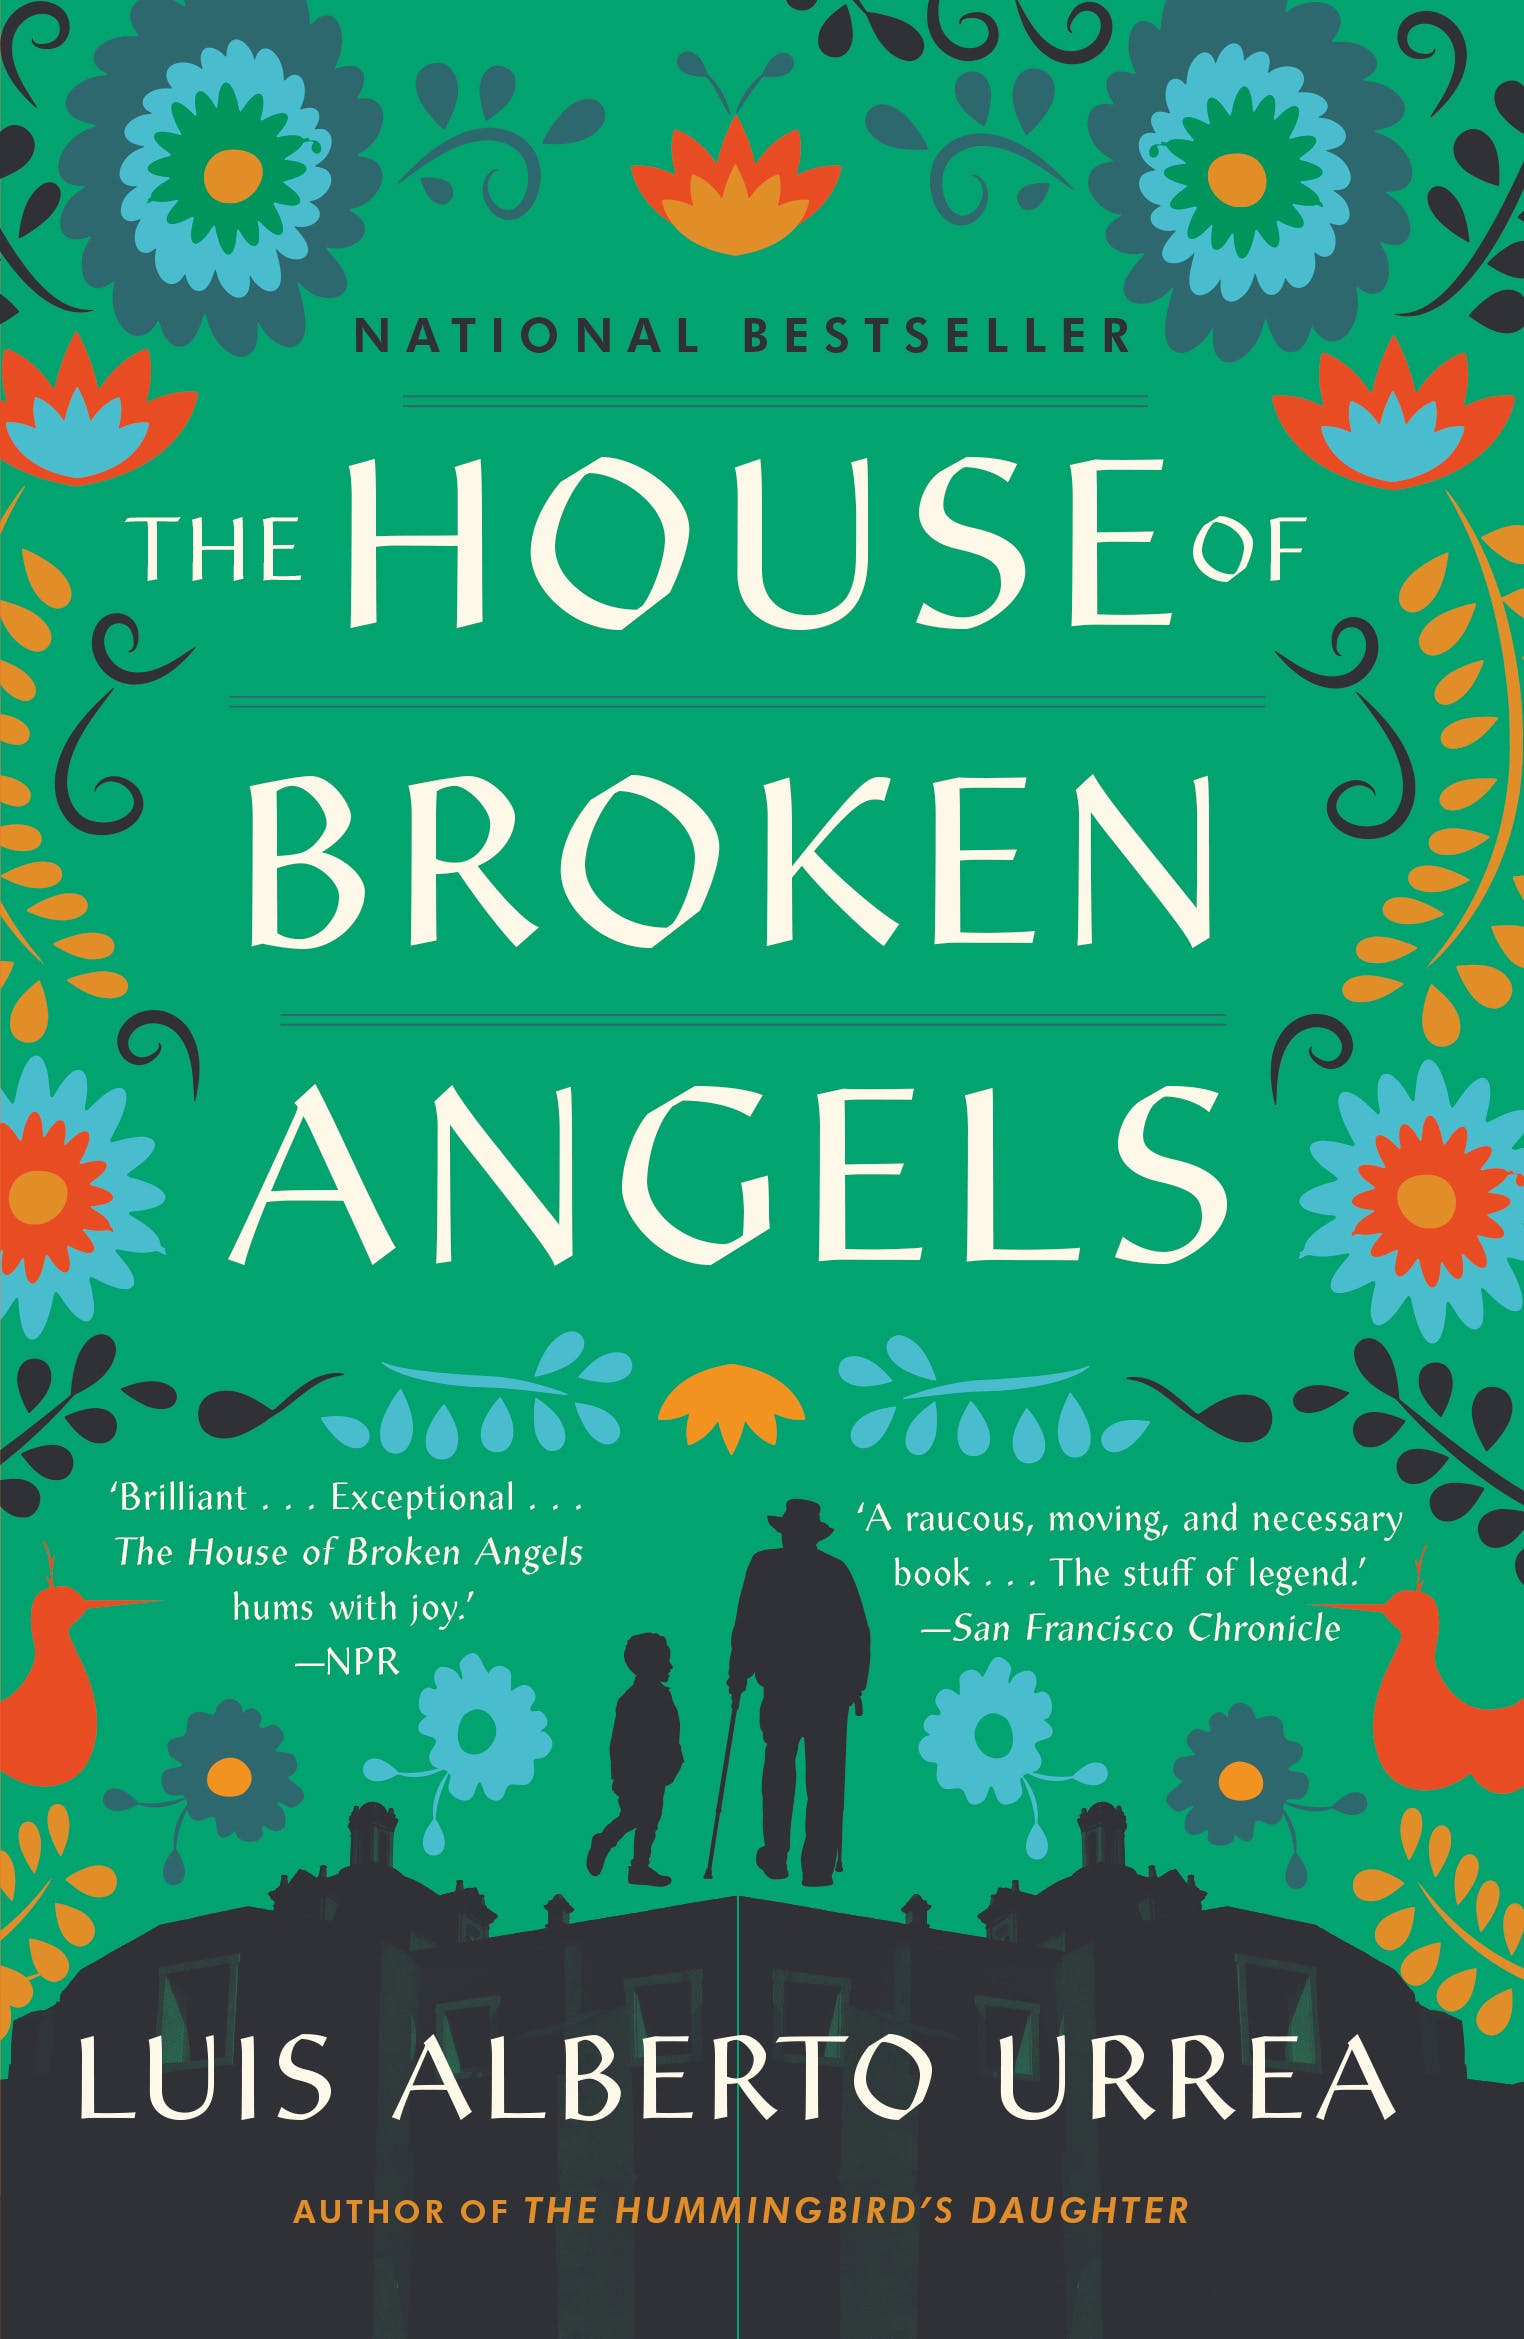 NATIONAL BESTSELLER
THE HOUSE OF
BROKEN
ANGELS
‘Brilliant . . . Exceptional . . .
The House of Broken Angels
hums with joy.’
—NPR
‘A raucous, moving, and necessary
book . . . The stuff of legend.’
—San Francisco Chronicle
LUIS ALBERTO URREA
AUTHOR OF THE HUMMINGBIRD’S DAUGHTER